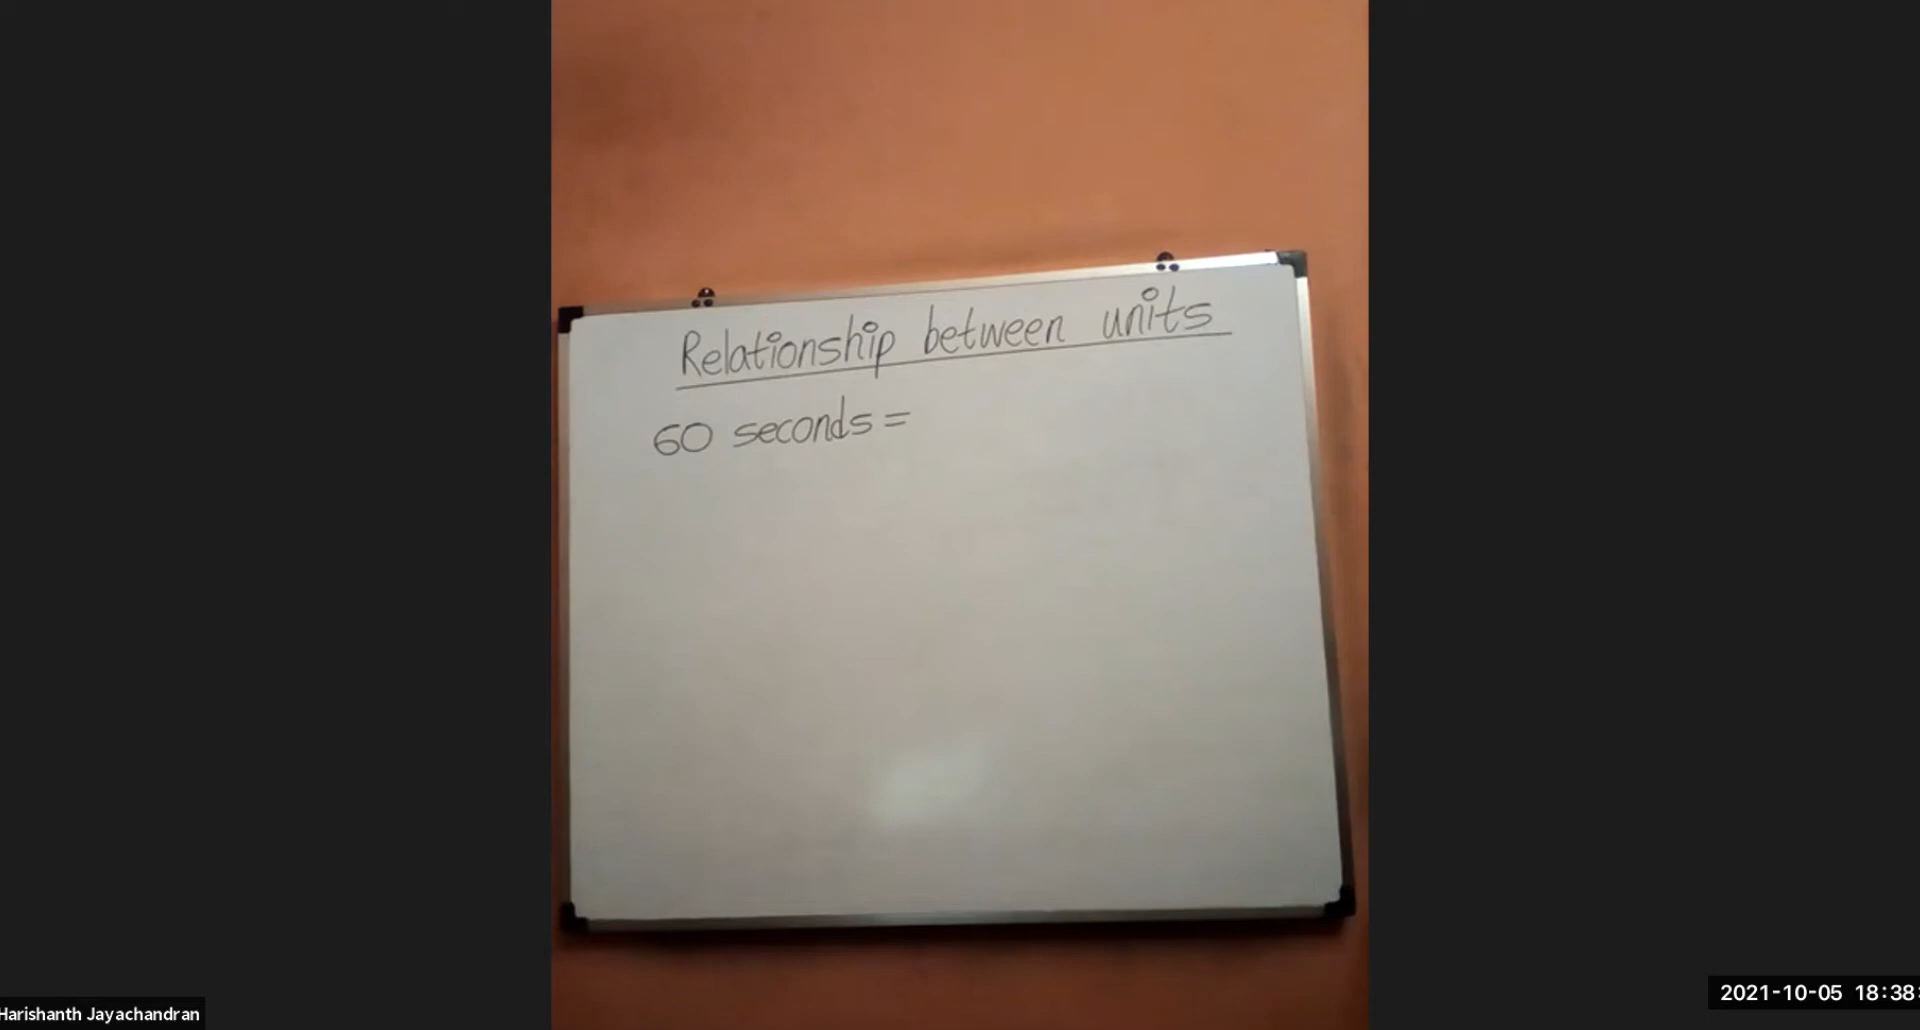 Relationship between units
60 seconds =
Harishanth Jayachandran
2021-10-05 18:38: